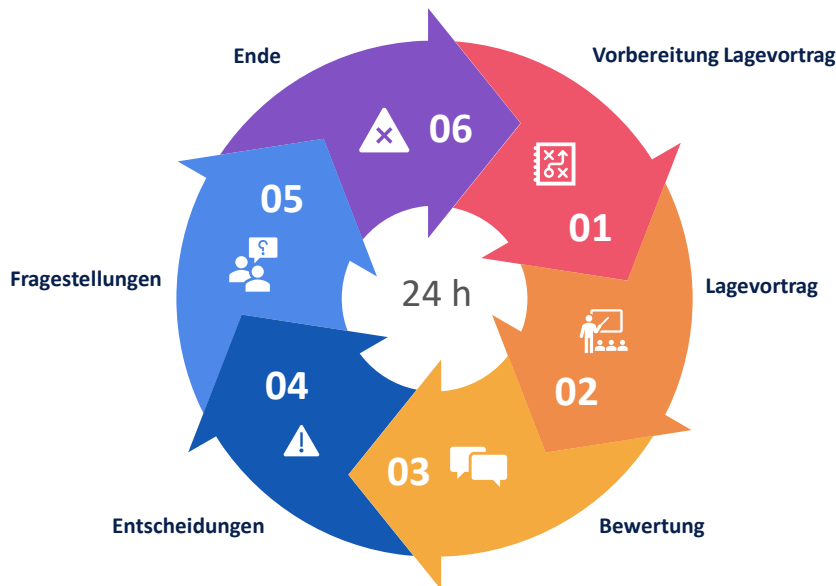 Ende
Vorbereitung Lagevortrag
06
01
05
24 h
Fragestellungen
Lagevortrag
04
02
03
Entscheidungen
Bewertung